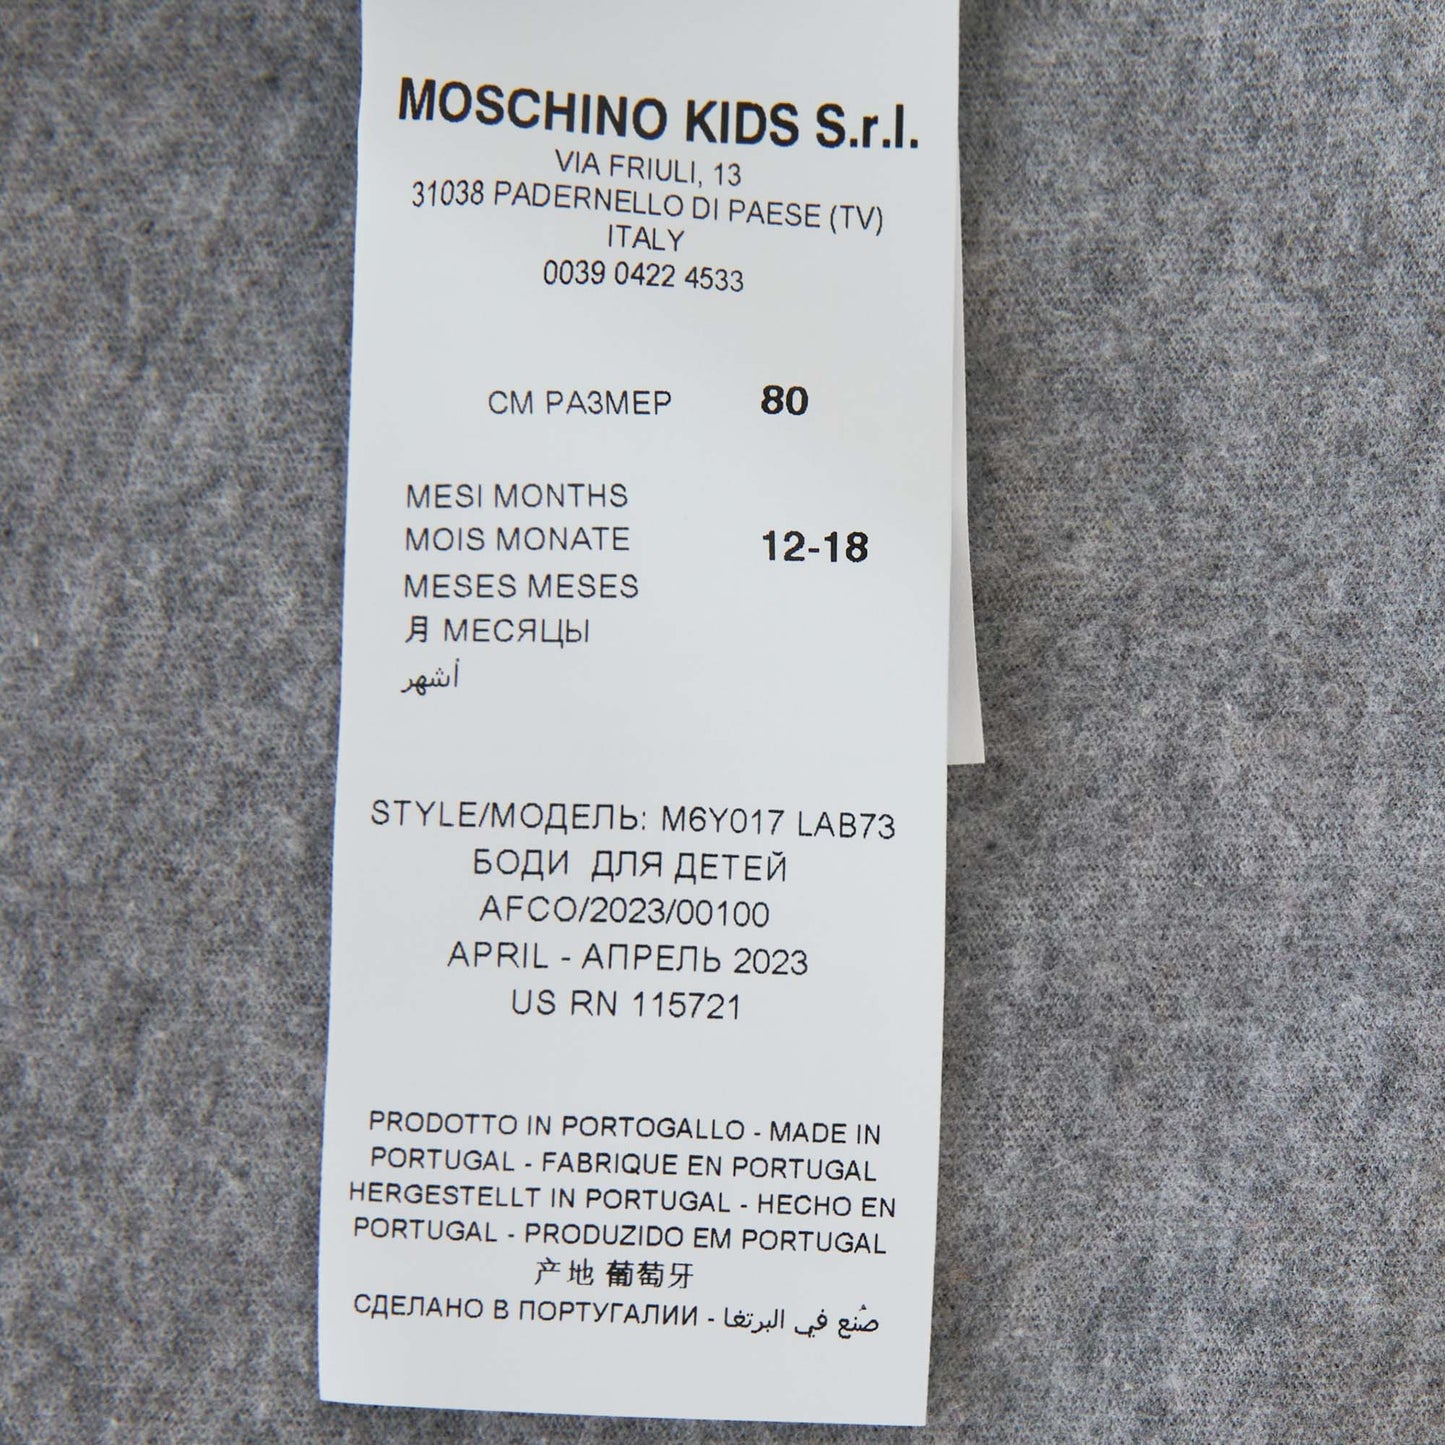 MOSCHINO KIDS S.r.l.
VIA FRIULI, 13
31038 PADERNELLO DI PAESE (TV)
ITALY
0039 0422 4533
СМ РАЗМЕР 80
MESI MONTHS
MOIS MONATE 12-18
MESES MESES
月 МЕСЯЦЫ
أشهر
STYLE/МОДЕЛЬ: M6Y017 LAB73
БОДИ ДЛЯ ДЕТЕЙ
AFCO/2023/00100
APRIL - АПРЕЛЬ 2023
US RN 115721
PRODOTTO IN PORTOGALLO - MADE IN
PORTUGAL - FABRIQUE EN PORTUGAL
HERGESTELLT IN PORTUGAL - HECHO EN
PORTUGAL - PRODUZIDO EM PORTUGAL
产地 葡萄牙
СДЕЛАНО В ПОРТУГАЛИИ - صُنع في البرتغا